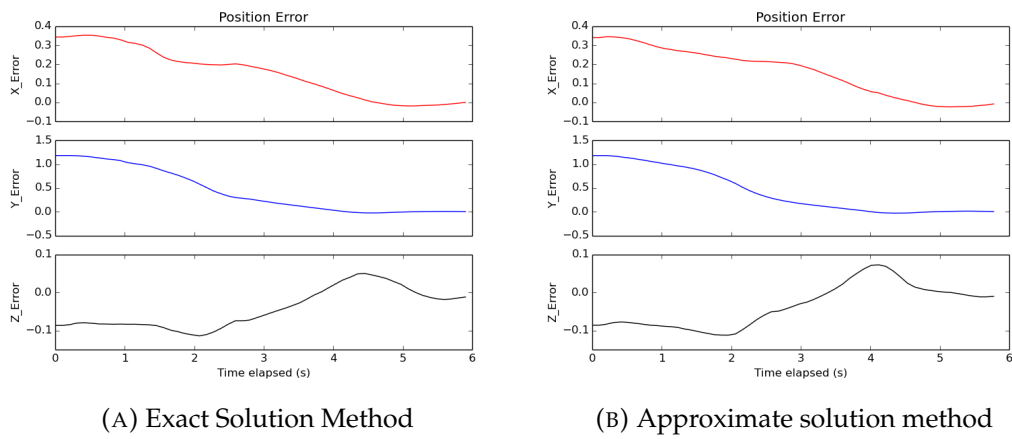 Position Error
0.4
0.3
0.2
0.1
0.0
−0.1
X_Error
1.5
1.0
0.5
0.0
−0.5
Y_Error
0.1
0.0
−0.1
Z_Error
0 1 2 3 4 5 6
Time elapsed (s)
(A) Exact Solution Method
Position Error
0.4
0.3
0.2
0.1
0.0
−0.1
X_Error
1.5
1.0
0.5
0.0
−0.5
Y_Error
0.1
0.0
−0.1
Z_Error
0 1 2 3 4 5 6
Time elapsed (s)
(B) Approximate solution method